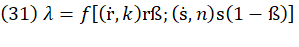 (31) λ = f[(ṙ, k)rß; (ṡ, n)s(1 − ß)]